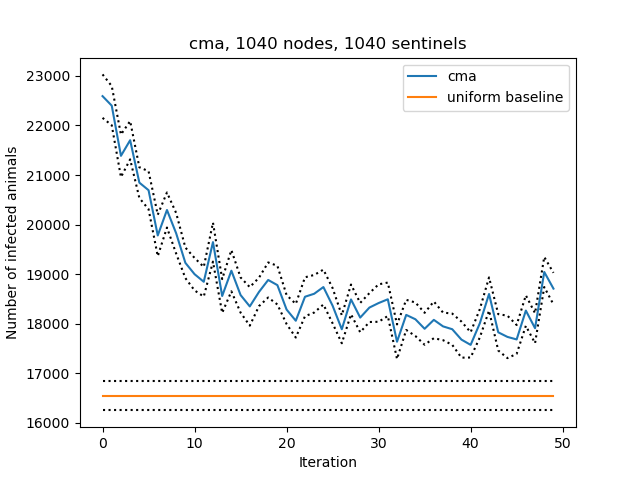 cma, 1040 nodes, 1040 sentinels
cma
uniform baseline
23000
22000
21000
20000
19000
18000
17000
16000
Number of infected animals
0 10 20 30 40 50
Iteration